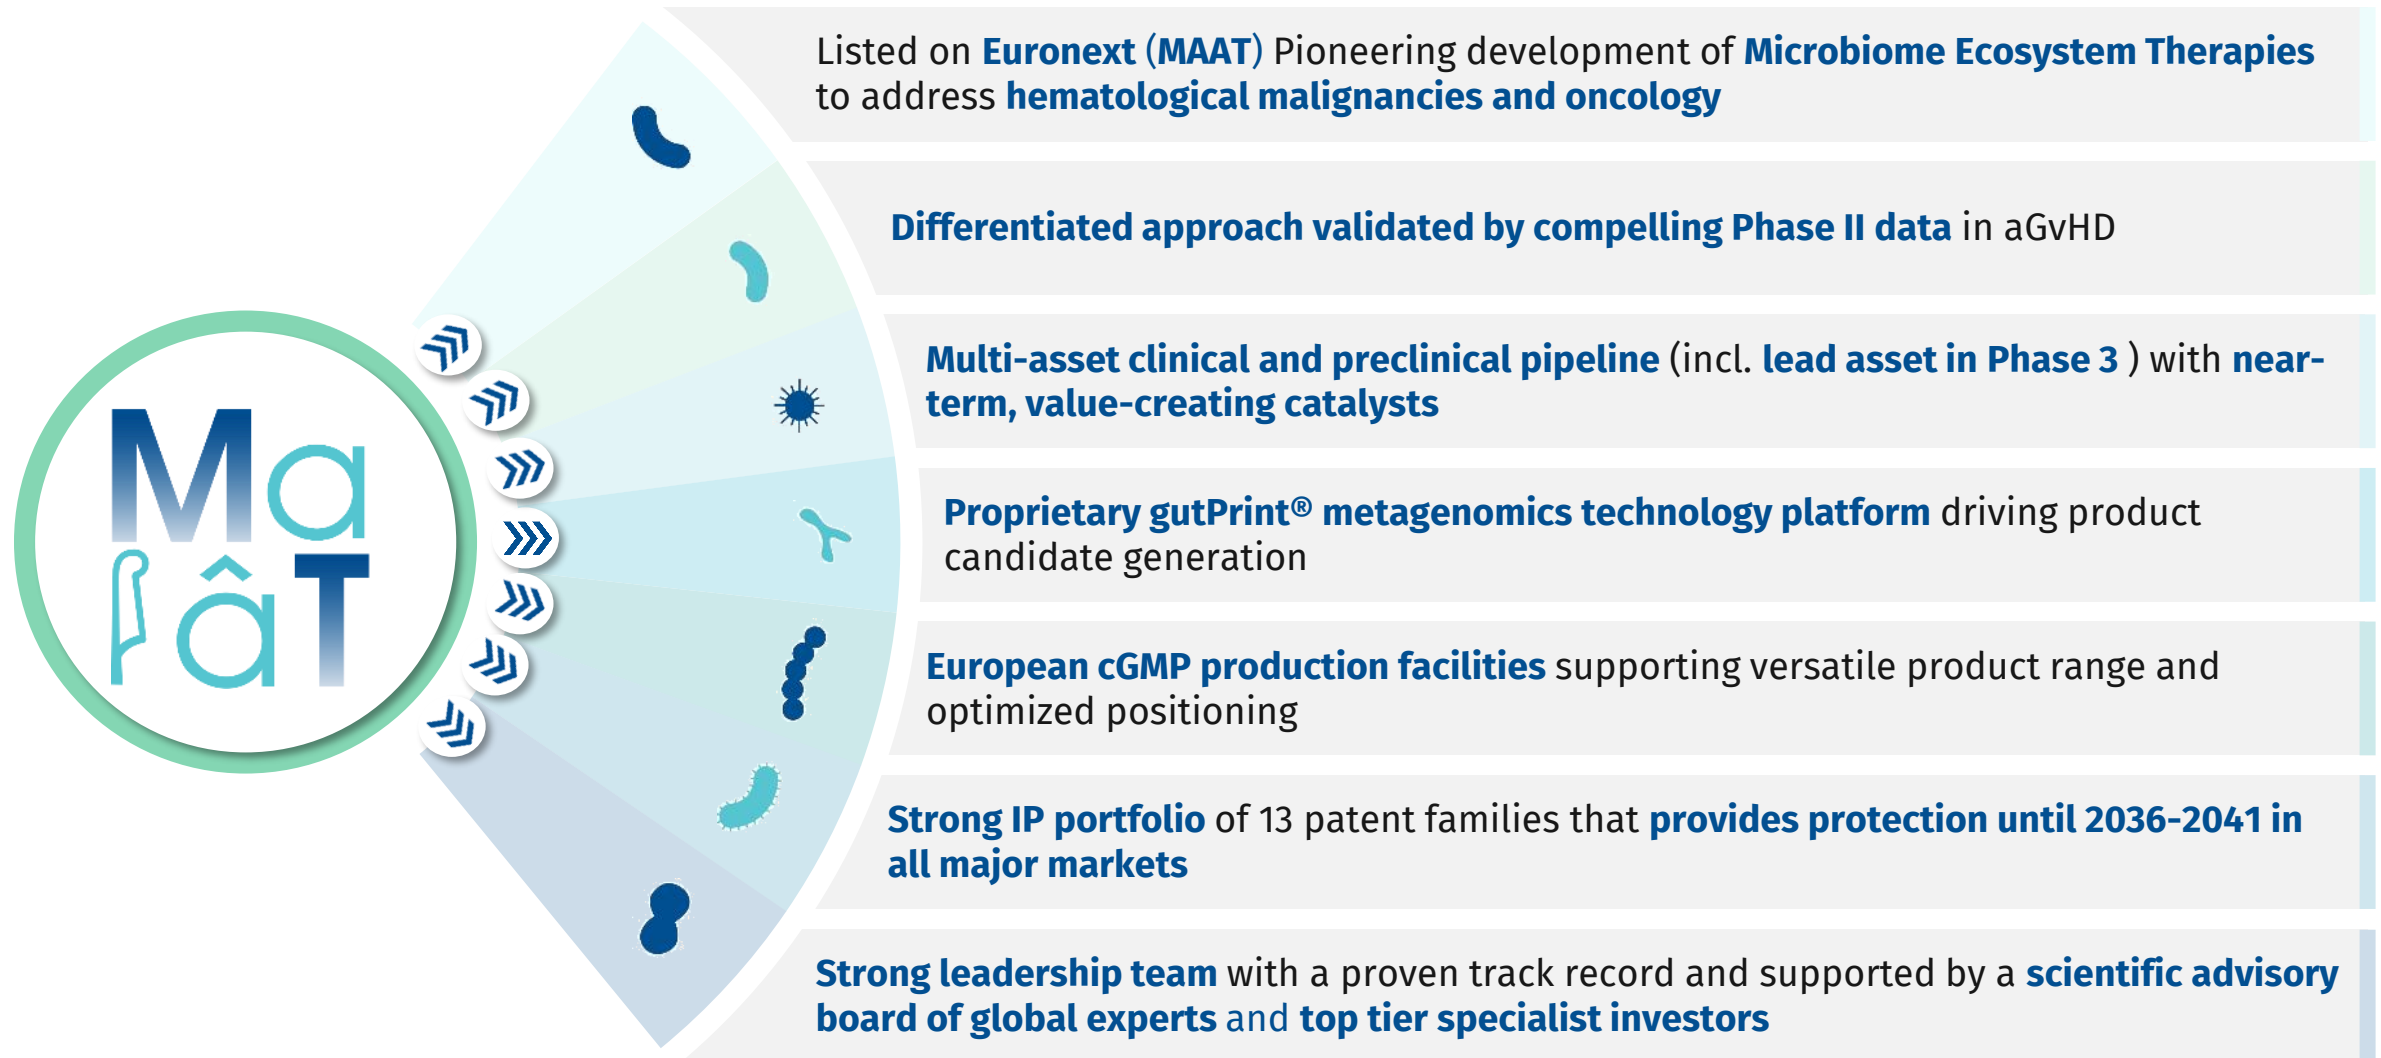 Ma
âT
Listed on Euronext (MAAT) Pioneering development of Microbiome Ecosystem Therapies
to address hematological malignancies and oncology
Differentiated approach validated by compelling Phase II data in aGvHD
Multi-asset clinical and preclinical pipeline (incl. lead asset in Phase 3 ) with near-
term, value-creating catalysts
Proprietary gutPrint® metagenomics technology platform driving product
candidate generation
European cGMP production facilities supporting versatile product range and
optimized positioning
Strong IP portfolio of 13 patent families that provides protection until 2036-2041 in
all major markets
Strong leadership team with a proven track record and supported by a scientific advisory
board of global experts and top tier specialist investors